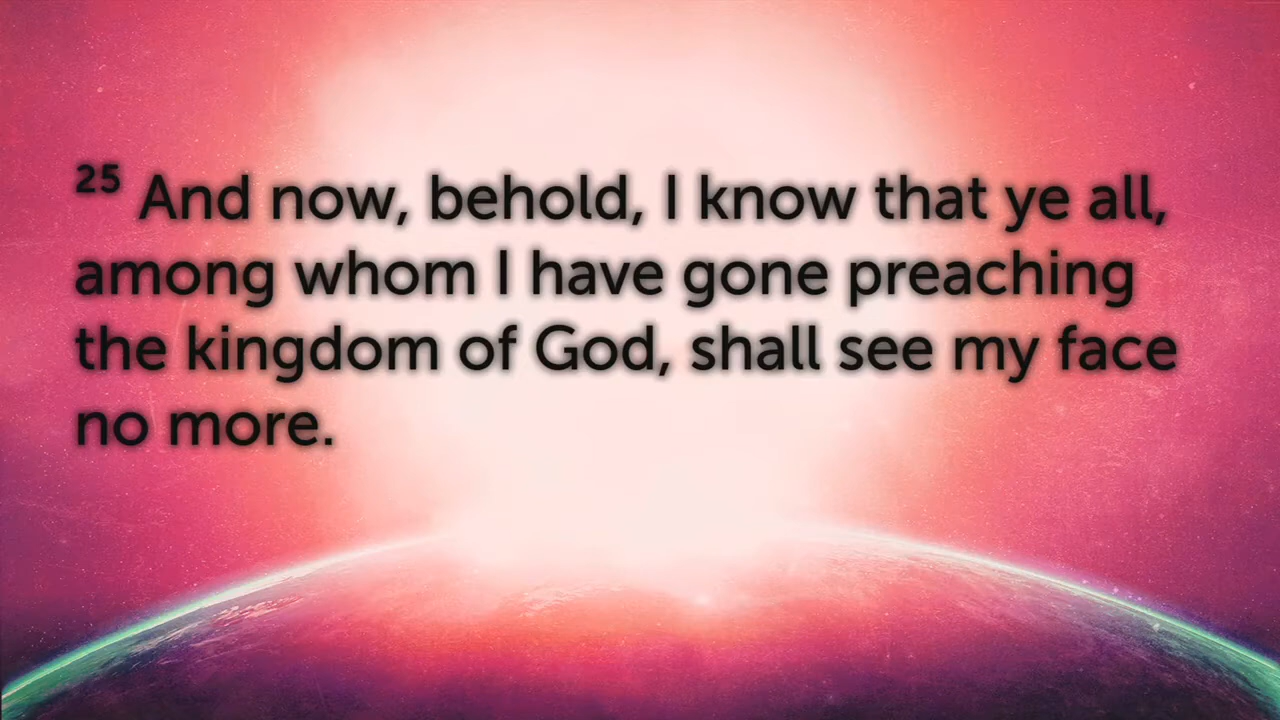 25 And now, behold, I know that ye all,
among whom I have gone preaching
the kingdom of God, shall see my face
no more.